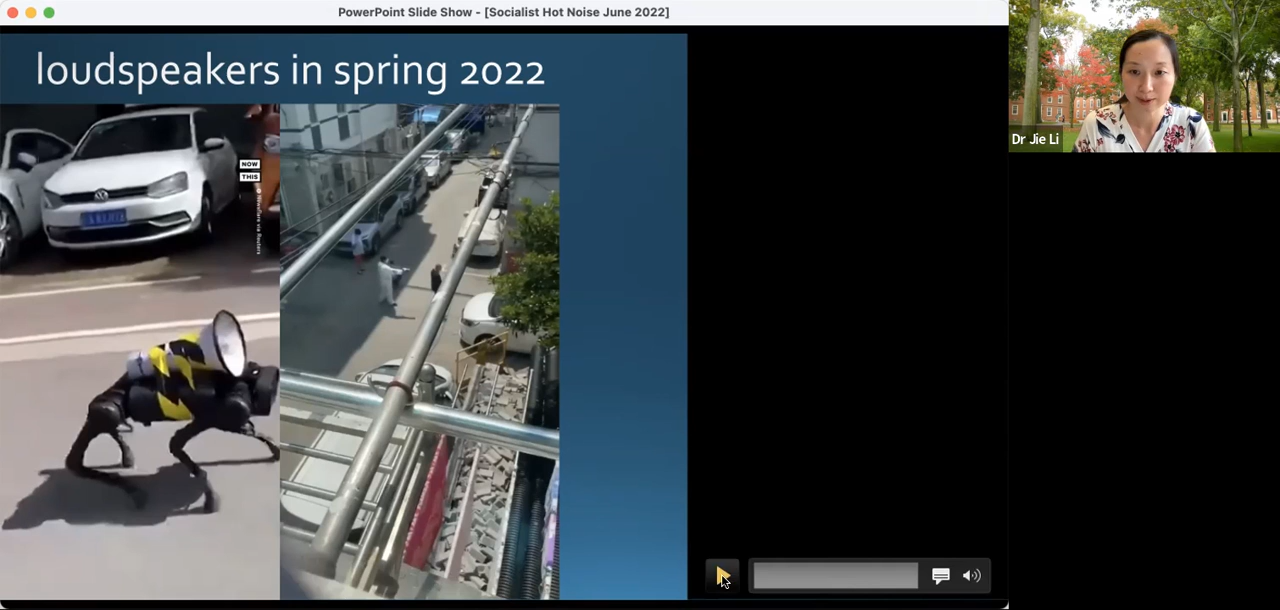 PowerPoint Slide Show - [Socialist Hot Noise June 2022]
loudspeakers in spring 2022
NOW
THIS
Dr Jie Li